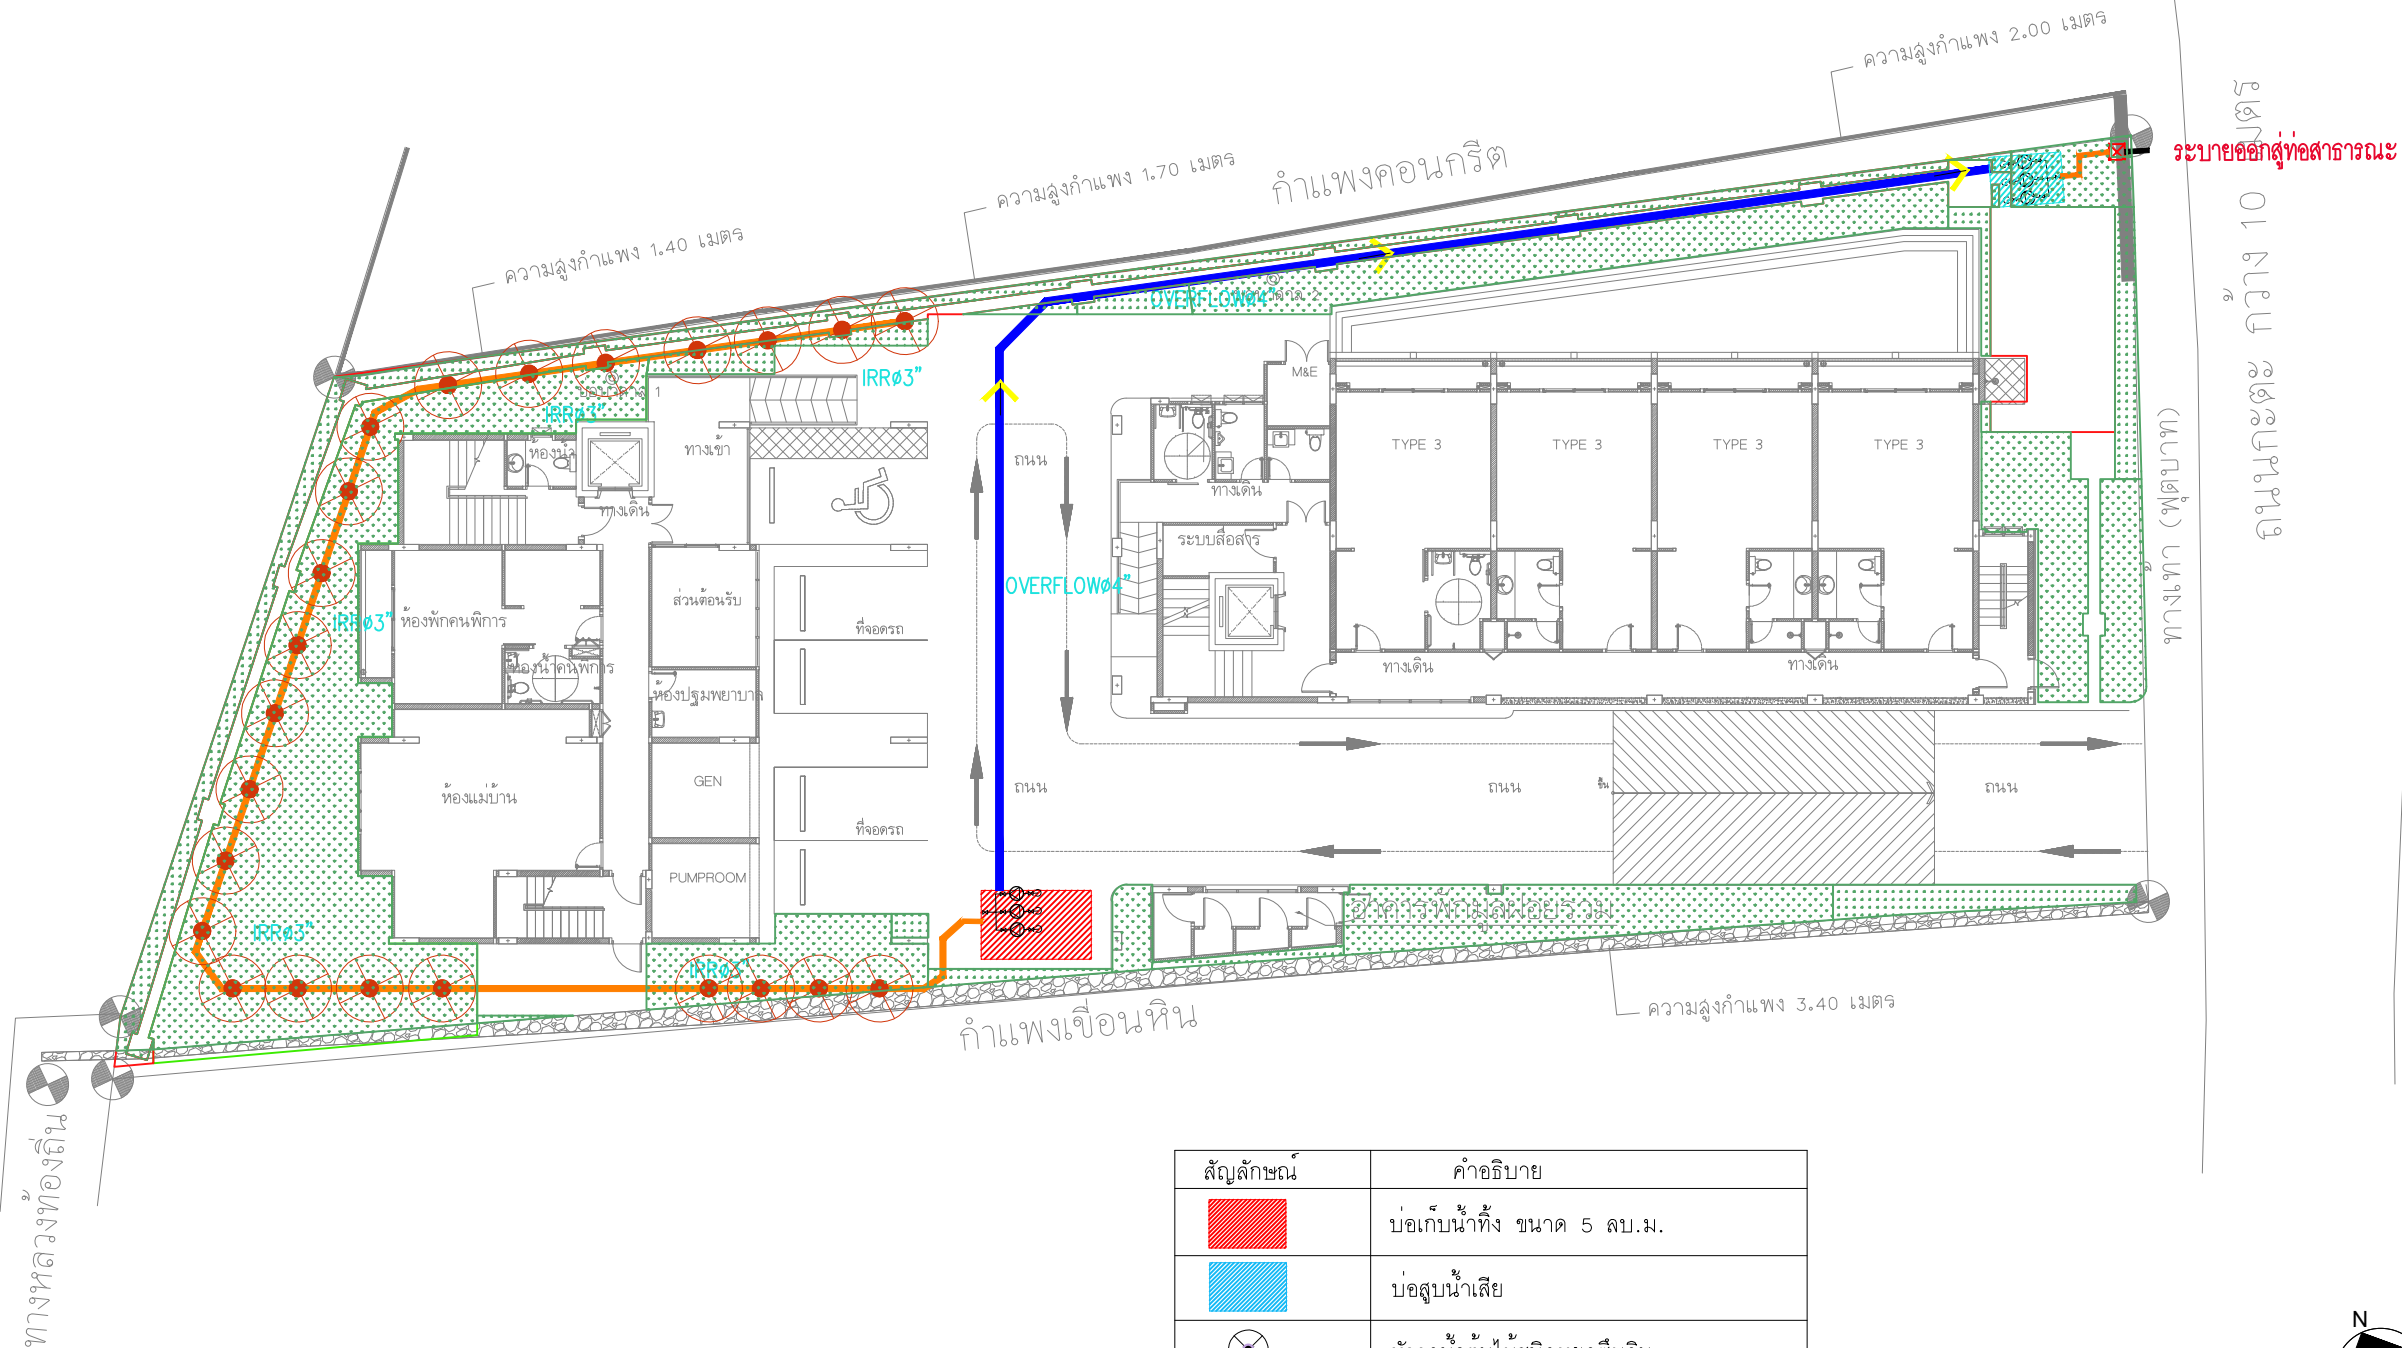 ความสูงกำแพง 2.00 เมตร
ความสูงกำแพง 1.70 เมตร
กำแพงคอนกรีต
ความสูงกำแพง 1.40 เมตร
ระบายออกสู่ท่อสาธารณะ
ถนนกะตะ กว้าง 10 เมตร
ทางเท้า (ฟุตบาท)
OVERFLOWø4"
IRRø3"
IRRø3"
M&E
TYPE 3
TYPE 3
TYPE 3
TYPE 3
ห้องน้ำ
ทางเข้า
ถนน
ทางเดิน
ทางเดิน
ระบบสื่อสาร
OVERFLOWø4"
ส่วนต้อนรับ
IRRø3"
ห้องพักคนพิการ
ที่จอดรถ
ห้องน้ำคนพิการ
ห้องปฐมพยาบาล
ทางเดิน
ทางเดิน
GEN
ห้องแม่บ้าน
ถนน
ถนน
ขึ้น
ถนน
ที่จอดรถ
PUMPROOM
อาคารพักมูลฝอยรวม
IRRø3"
IRRø3"
กำแพงเขื่อนหิน
ความสูงกำแพง 3.40 เมตร
ทางหลวงท้องถิ่น
สัญลักษณ์
คำอธิบาย
บ่อเก็บน้ำทิ้ง ขนาด 5 ลบ.ม.
บ่อสูบน้ำเสีย
N